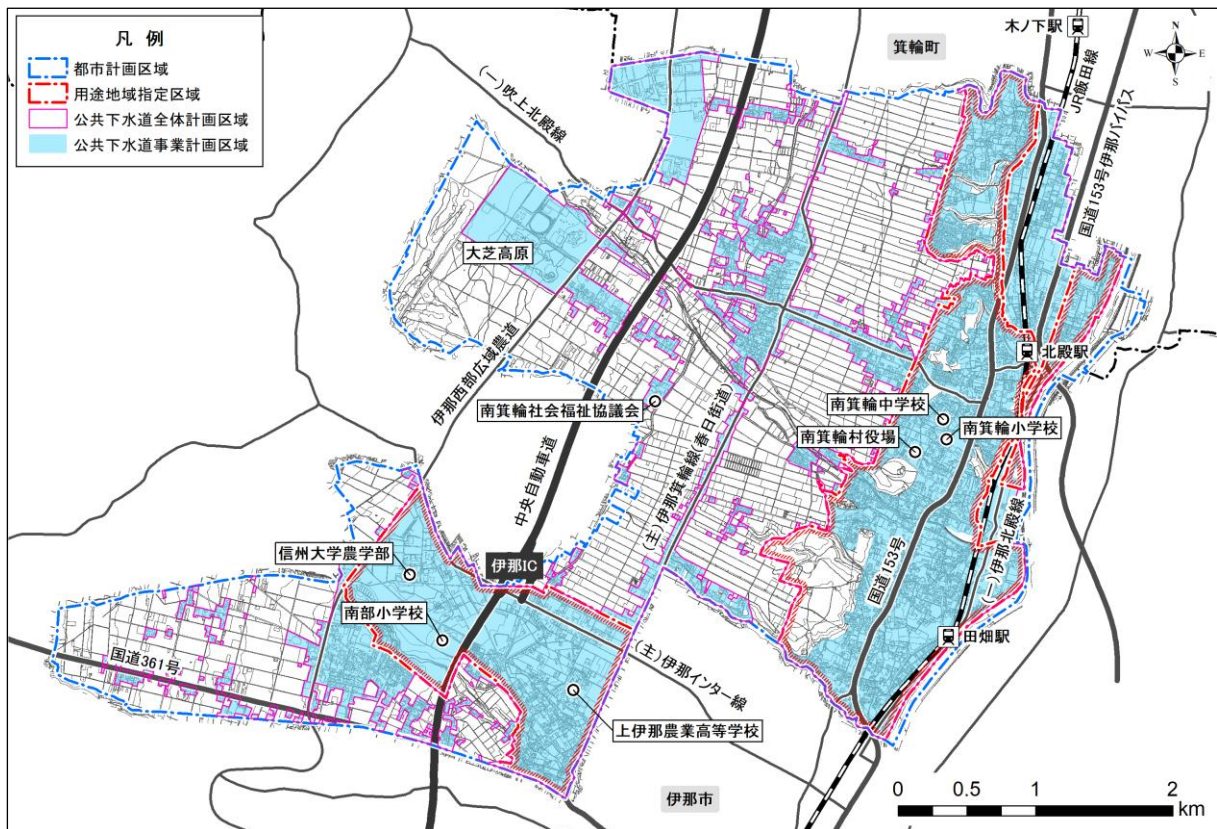 凡 例
都市計画区域
用途地域指定区域
公共下水道全体計画区域
公共下水道事業計画区域
木ノ下駅
箕輪町
N
W E
S
JR飯田線
(一)吹上北殿線
国道153号伊那バイパス
大芝高原
伊那西部広域農道
北殿駅
南箕輪社会福祉協議会
南箕輪中学校
南箕輪小学校
南箕輪村役場
(主)伊那箕輪線(春日街道)
中央自動車道
国道153号
(一)伊那北殿線
信州大学農学部
伊那IC
南部小学校
田畑駅
国道361号
(主)伊那インター線
上伊那農業高等学校
伊那市
0 0.5 1 2
km